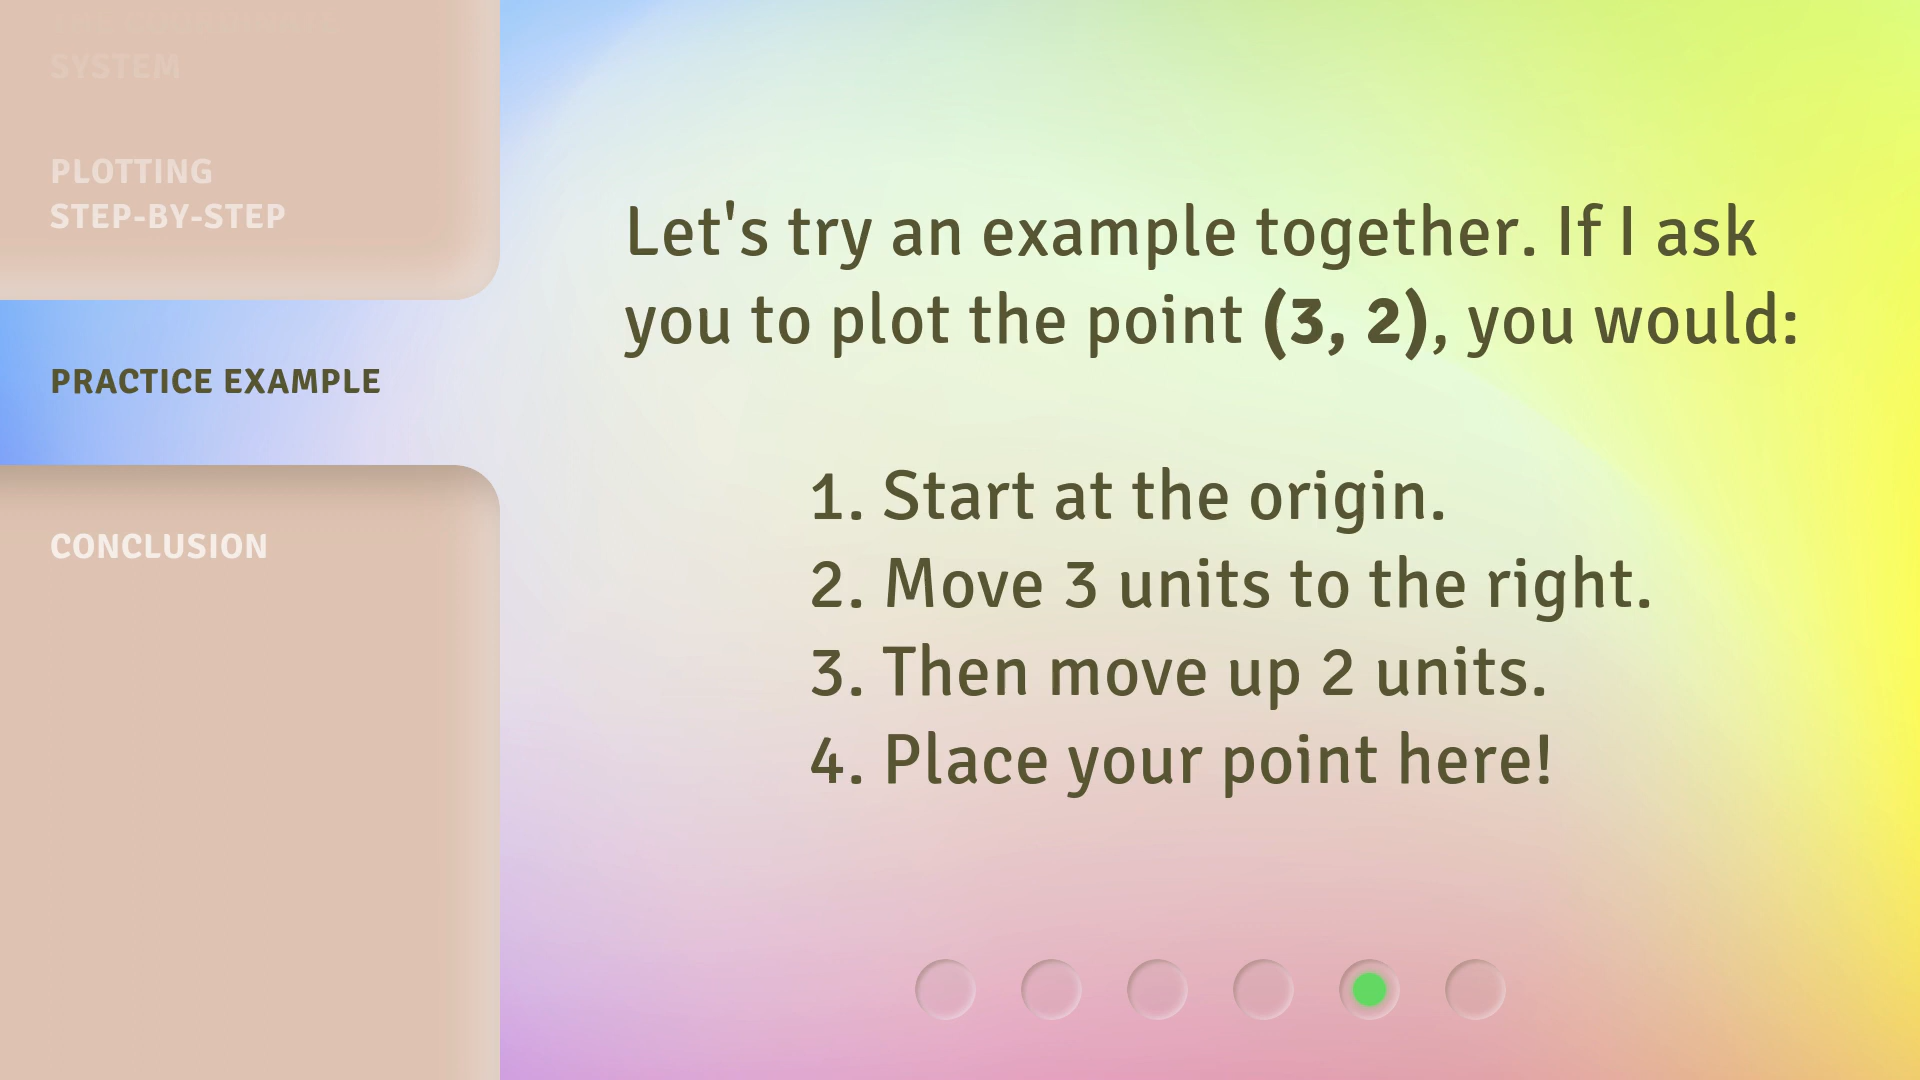 SYSTEM
PLOTTING
STEP-BY-STEP
PRACTICE EXAMPLE
CONCLUSION
Let's try an example together. If I ask
you to plot the point (3, 2), you would:
1. Start at the origin.
2. Move 3 units to the right.
3. Then move up 2 units.
4. Place your point here!